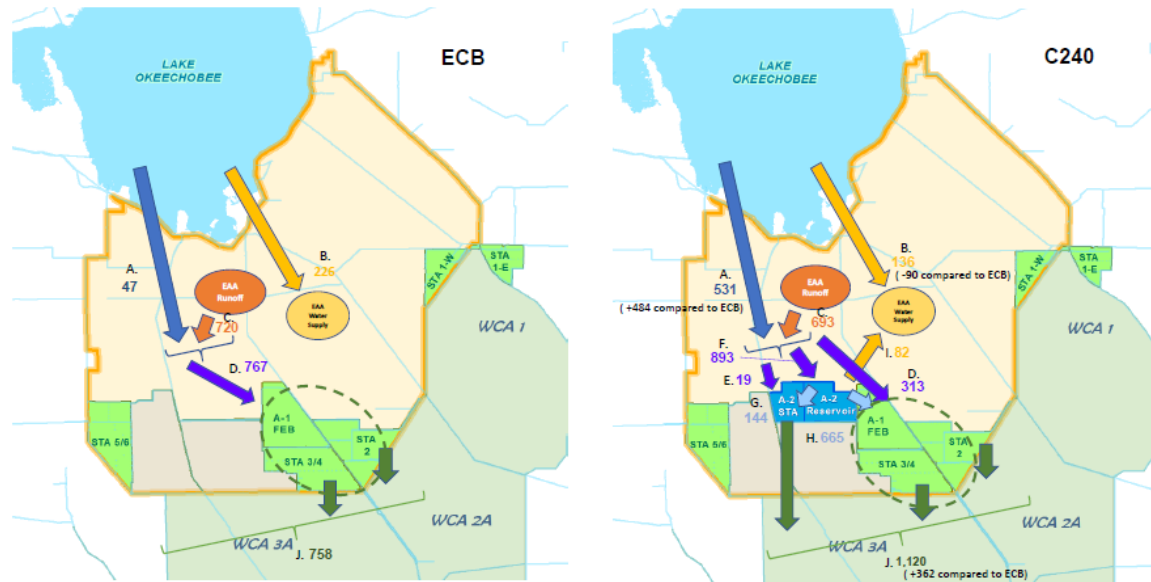 ECB
LAKE
OKEECHOBEE
A.
47
B.
226
EAA
Runoff
C.
720
EAA
Water
Supply
D. 767
STA 1-W
STA
1-E
WCA 1
A-1
FEB
STA
2
STA 5/6
STA 3/4
WCA 2A
WCA 3A
J. 758
C240
LAKE
OKEECHOBEE
A.
531
( +484 compared to ECB)
B.
136
( -90 compared to ECB)
EAA
Runoff
C.
693
EAA
Water
Supply
STA 1-W
STA
1-E
WCA 1
F.
893
I. 82
E. 19
D.
313
G.
144
A-2
STA
A-2
Reservoir
H. 665
A-1
FEB
STA
2
STA 5/6
STA 3/4
WCA 2A
WCA 3A
J. 1,120
( +362 compared to ECB)